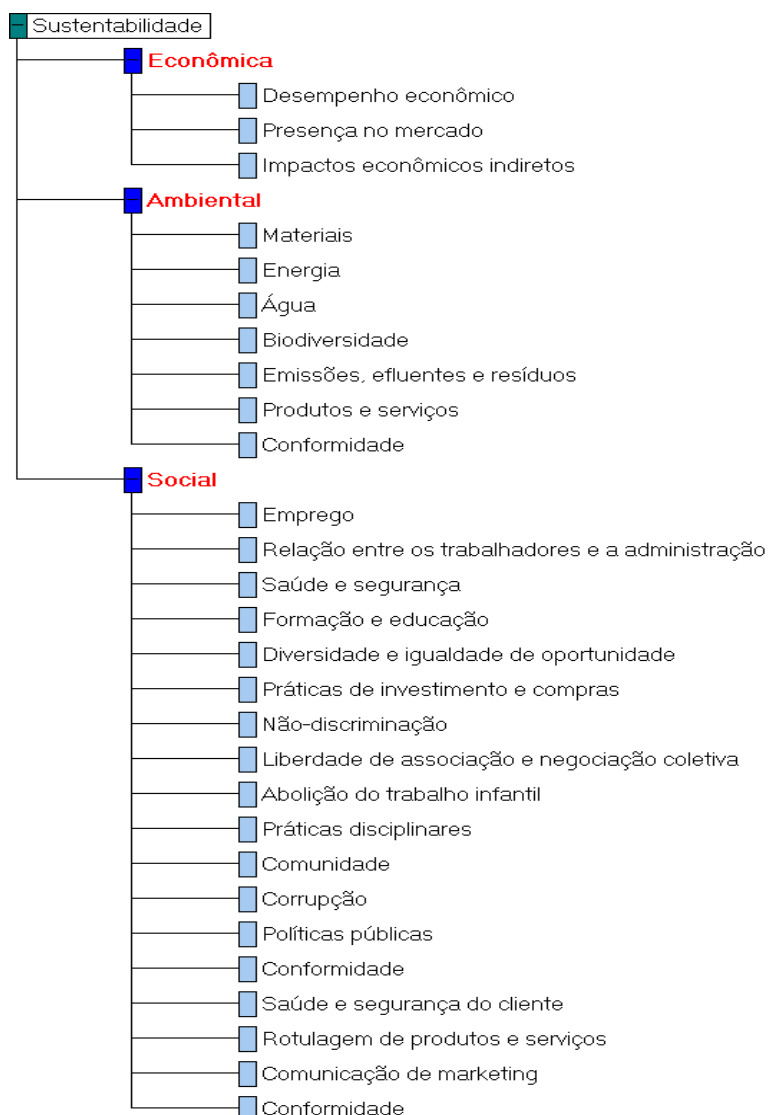 Sustentabilidade
Econômica
Desempenho econômico
Presença no mercado
Impactos econômicos indiretos
Ambiental
Materiais
Energia
Água
Biodiversidade
Emissões, efluentes e resíduos
Produtos e serviços
Conformidade
Social
Emprego
Relação entre os trabalhadores e a administração
Saúde e segurança
Formação e educação
Diversidade e igualdade de oportunidade
Práticas de investimento e compras
Não-discriminação
Liberdade de associação e negociação coletiva
Abolição do trabalho infantil
Práticas disciplinares
Comunidade
Corrupção
Políticas públicas
Conformidade
Saúde e segurança do cliente
Rotulagem de produtos e serviços
Comunicação de marketing
Conformidade